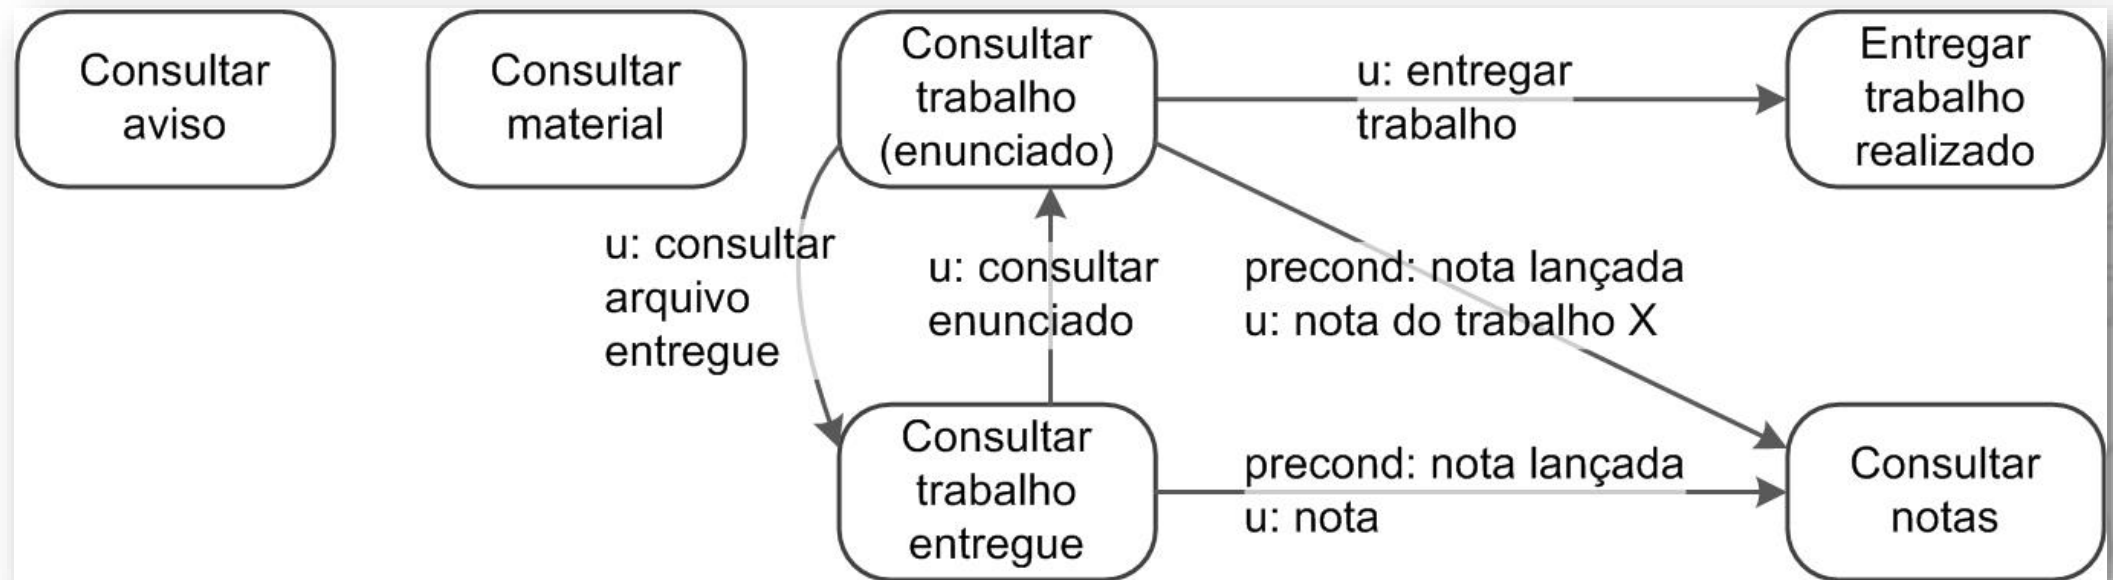 Consultar
aviso
Consultar
material
Consultar
trabalho
(enunciado)
u: entregar
trabalho
Entregar
trabalho
realizado
u: consultar
arquivo
entregue
u: consultar
enunciado
precond: nota lançada
u: nota do trabalho X
Consultar
trabalho
entregue
precond: nota lançada
u: nota
Consultar
notas